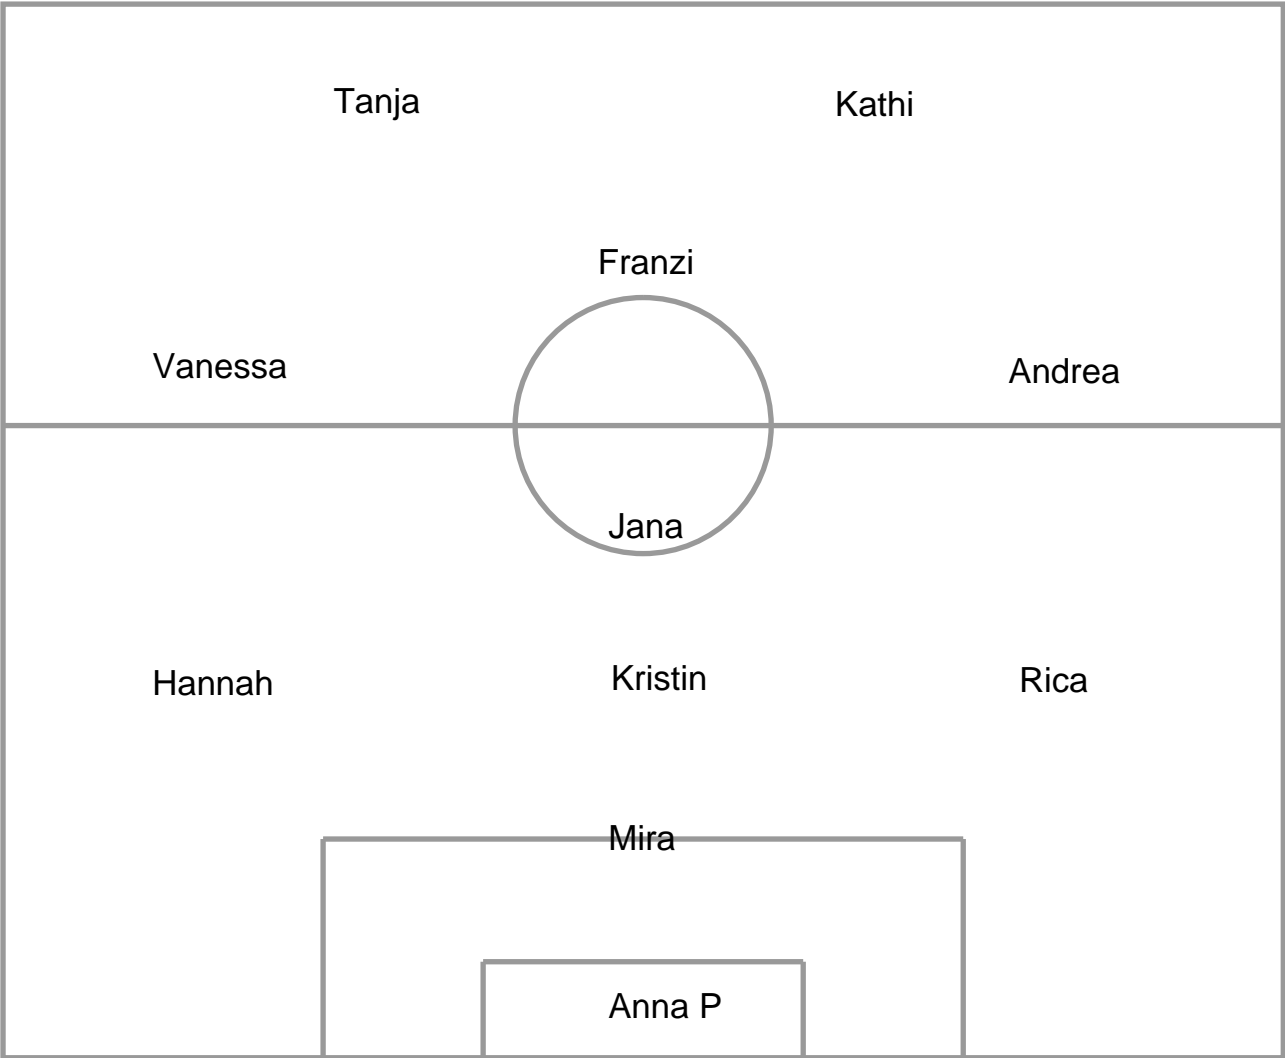 Tanja Kathi
Franzi
Vanessa Andrea
Jana
Hannah Kristin Rica
Mira
Anna P